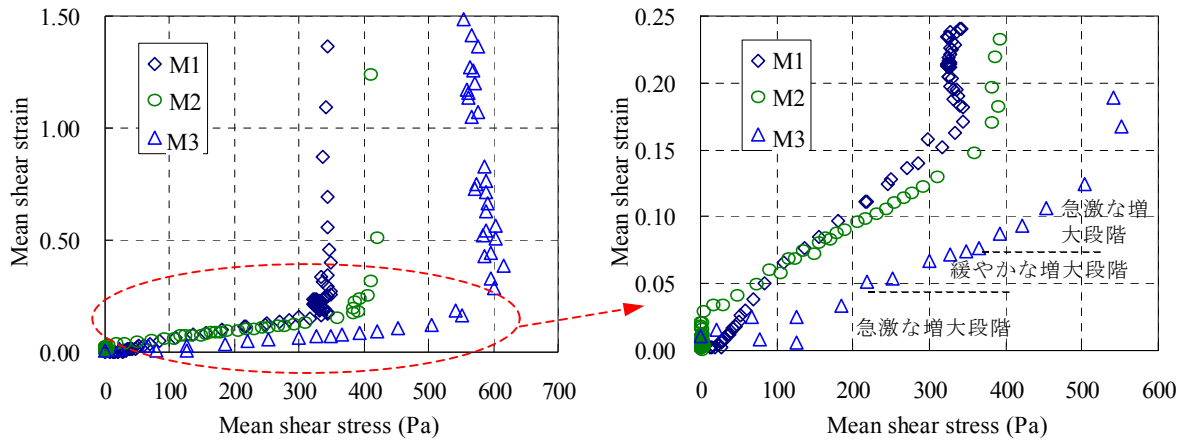 1.50
1.00
0.50
0.00
Mean shear strain
M1
M2
M3
0 100 200 300 400 500 600 700
Mean shear stress (Pa)
0.25
0.20
0.15
0.10
0.05
0.00
Mean shear strain
M1
M2
M3
急激な増
大段階
緩やかな増大段階
急激な増大段階
0 100 200 300 400 500 600
Mean shear stress (Pa)